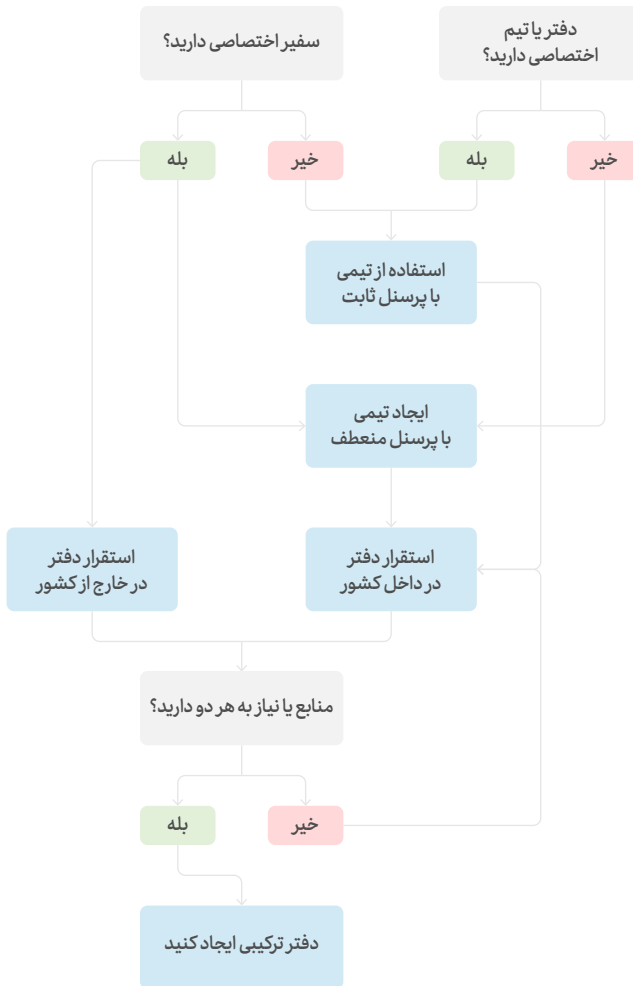 دفتر یا تیم
اختصاصی دارید؟
سفیر اختصاصی دارید؟
خیر
بله
خیر
بله
استفاده از تیمی
با پرسنل ثابت
ایجاد تیمی
با پرسنل منعطف
استقرار دفتر
در داخل کشور
استقرار دفتر
در خارج از کشور
منابع یا نیاز به هر دو دارید؟
خیر
بله
دفتر ترکیبی ایجاد کنید